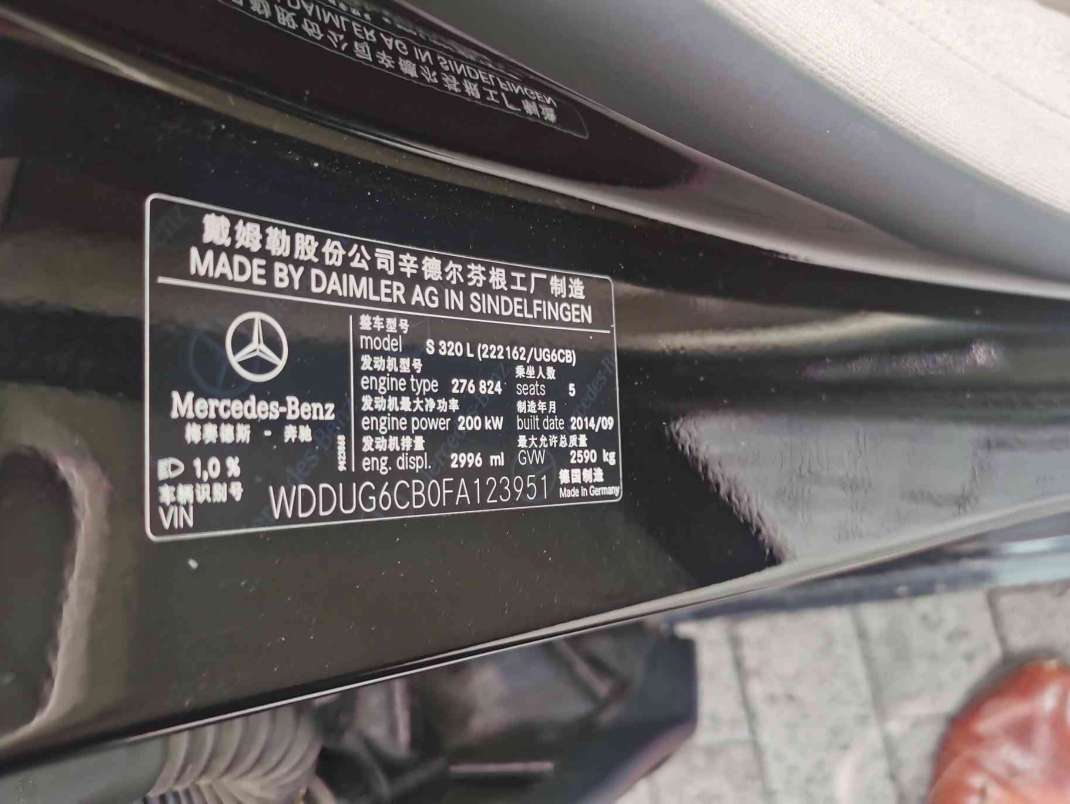 DAIMLER AG IN SINDELFINGEN
戴姆勒股份公司辛德尔芬根工厂制造
MADE BY DAIMLER AG IN SINDELFINGEN
整车型号
model S 320 L (222162/UG6CB)
发动机型号 乘坐人数
engine type 276 824 seats 5
发动机最大净功率 制造年月
engine power 200 kW built date 2014/09
发动机排量 最大允许总质量
eng. displ. 2996 ml GVW 2590 kg
Mercedes-Benz
梅赛德斯 - 奔驰
1,0 %
车辆识别号 德国制造
VIN WDDUG6CB0FA123951 Made in Germany